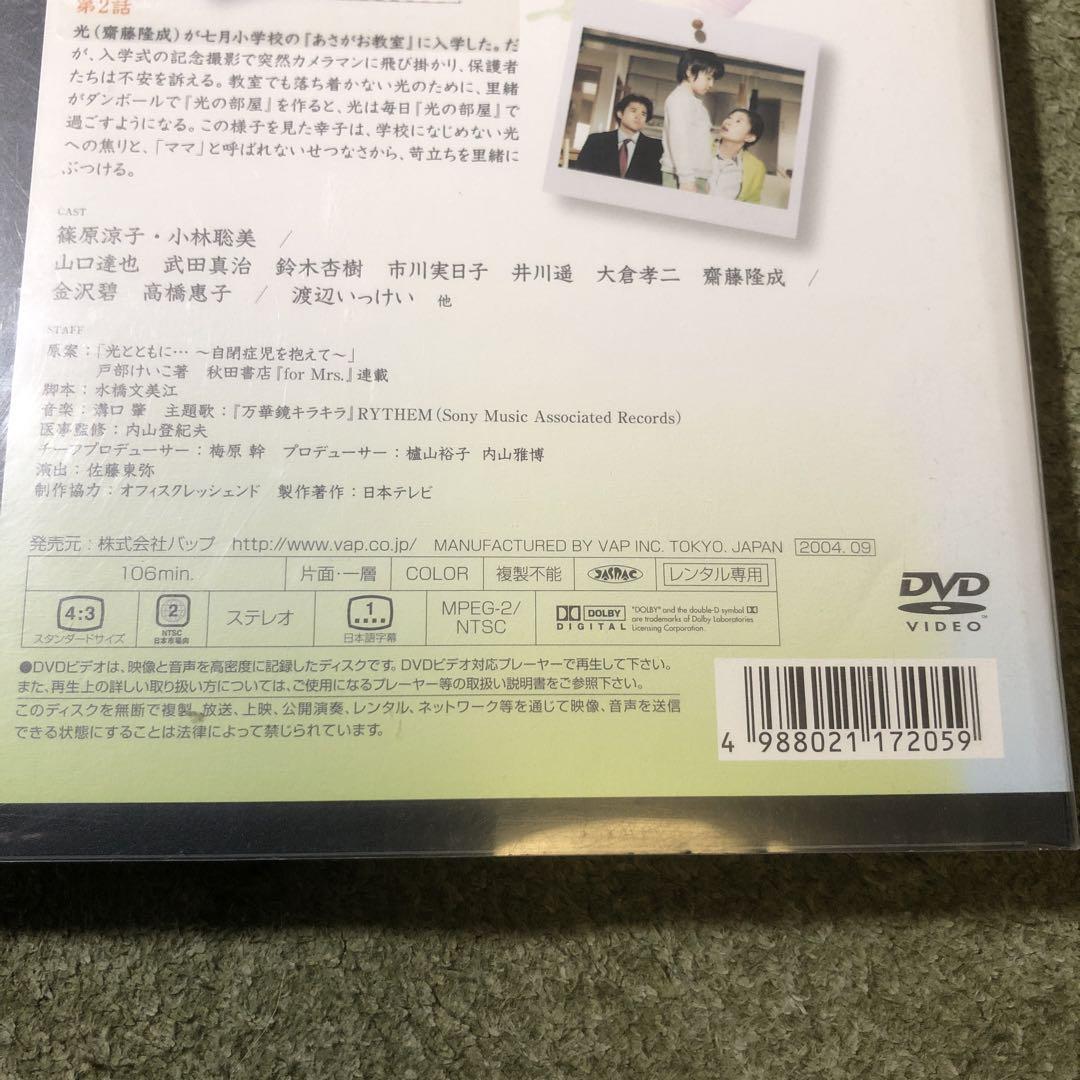 第2話
光(齋藤隆成)が七月小学校の『あさがお教室』に入学した。だ
が、入学式の記念撮影で突然カメラマンに飛び掛かり、保護者
たちは不安を訴える。教室でも落ち着かない光のために、里緒
がダンボールで『光の部屋』を作ると、光は毎日『光の部屋』で
過ごすようになる。この様子を見た幸子は、学校になじめない光
への焦りと、「ママ」と呼ばれないせつなさから、苛立ちを里緒に
ぶつける。
CAST
篠原涼子・小林聡美 /
山口達也 武田真治 鈴木杏樹 市川実日子 井川遥 大倉孝二 齋藤隆成 /
金沢碧 高橋惠子 / 渡辺いっけい 他
STAFF
原案:「光とともに… ~自閉症児を抱えて~」
戸部けいこ著 秋田書店『for Mrs.』連載
脚本:水橋文美江
音楽:溝口 肇 主題歌:『万華鏡キラキラ』RYTHEM(Sony Music Associated Records)
医事監修:内山登紀夫
チーフプロデューサー:梅原 幹 プロデューサー:櫨山裕子 内山雅博
演出:佐藤東弥
制作協力:オフィスクレッシェンド 製作著作:日本テレビ
発売元:株式会社バップ http://www.vap.co.jp/ MANUFACTURED BY VAP INC. TOKYO. JAPAN 2004.09
106min. 片面・一層 COLOR 複製不能 JASRAC レンタル専用
4:3 スタンダードサイズ 2 NTSC 日本市場向 ステレオ 1 日本語字幕 MPEG-2/NTSC DOLBY DIGITAL "DOLBY" and the double-D symbol are trademarks of Dolby Laboratories Licensing Corporation.
DVD VIDEO
●DVDビデオは、映像と音声を高密度に記録したディスクです。DVDビデオ対応プレーヤーで再生して下さい。
また、再生上の詳しい取り扱い方については、ご使用になるプレーヤー等の取扱い説明書をご参照下さい。
このディスクを無断で複製、放送、上映、公開演奏、レンタル、ネットワーク等を通じて映像、音声を送信
できる状態にすることは法律によって禁じられています。
4 988021 172059